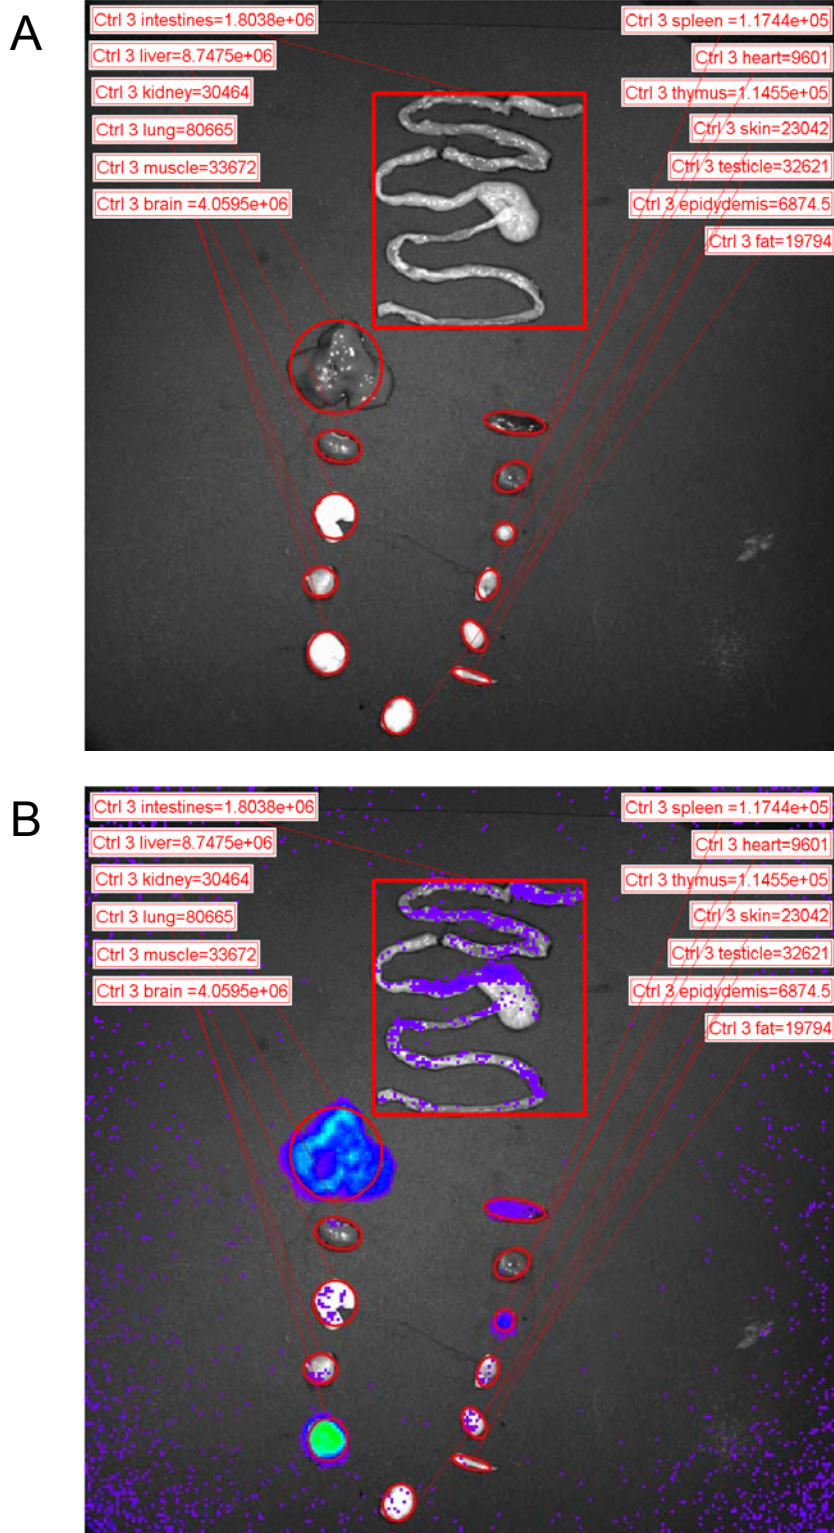 A
Ctrl 3 intestines=1.8038e+06
Ctrl 3 liver=8.7475e+06
Ctrl 3 kidney=30464
Ctrl 3 lung=80665
Ctrl 3 muscle=33672
Ctrl 3 brain =4.0595e+06
Ctrl 3 spleen =1.1744e+05
Ctrl 3 heart=9601
Ctrl 3 thymus=1.1455e+05
Ctrl 3 skin=23042
Ctrl 3 testicle=32621
Ctrl 3 epidydemis=6874.5
Ctrl 3 fat=19794
B
Ctrl 3 intestines=1.8038e+06
Ctrl 3 liver=8.7475e+06
Ctrl 3 kidney=30464
Ctrl 3 lung=80665
Ctrl 3 muscle=33672
Ctrl 3 brain =4.0595e+06
Ctrl 3 spleen =1.1744e+05
Ctrl 3 heart=9601
Ctrl 3 thymus=1.1455e+05
Ctrl 3 skin=23042
Ctrl 3 testicle=32621
Ctrl 3 epidydemis=6874.5
Ctrl 3 fat=19794